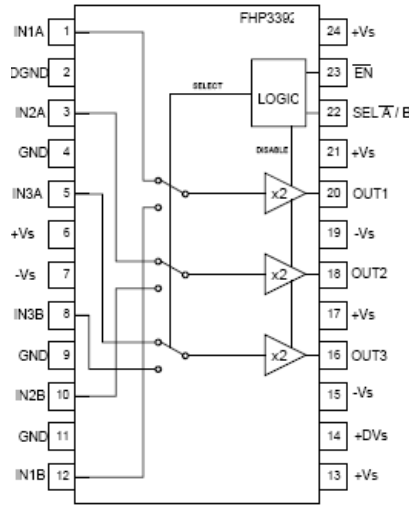 FHP3392
IN1A 1 24 +Vs
DGND 2 23 EN
SELECT
LOGIC
IN2A 3 22 SEL A / B
DISABLE
GND 4 21 +Vs
IN3A 5 x2 20 OUT1
+Vs 6 19 -Vs
-Vs 7 x2 18 OUT2
IN3B 8 17 +Vs
GND 9 x2 16 OUT3
IN2B 10 15 -Vs
GND 11 14 +DVs
IN1B 12 13 +Vs